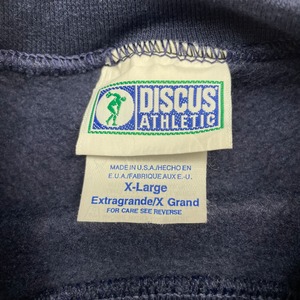 DISCUS
ATHLETIC
MADE IN U.S.A./HECHO EN
E.U.A./FABRIQUE AUX E.-U.
X-Large
Extragrande/X Grand
FOR CARE SEE REVERSE